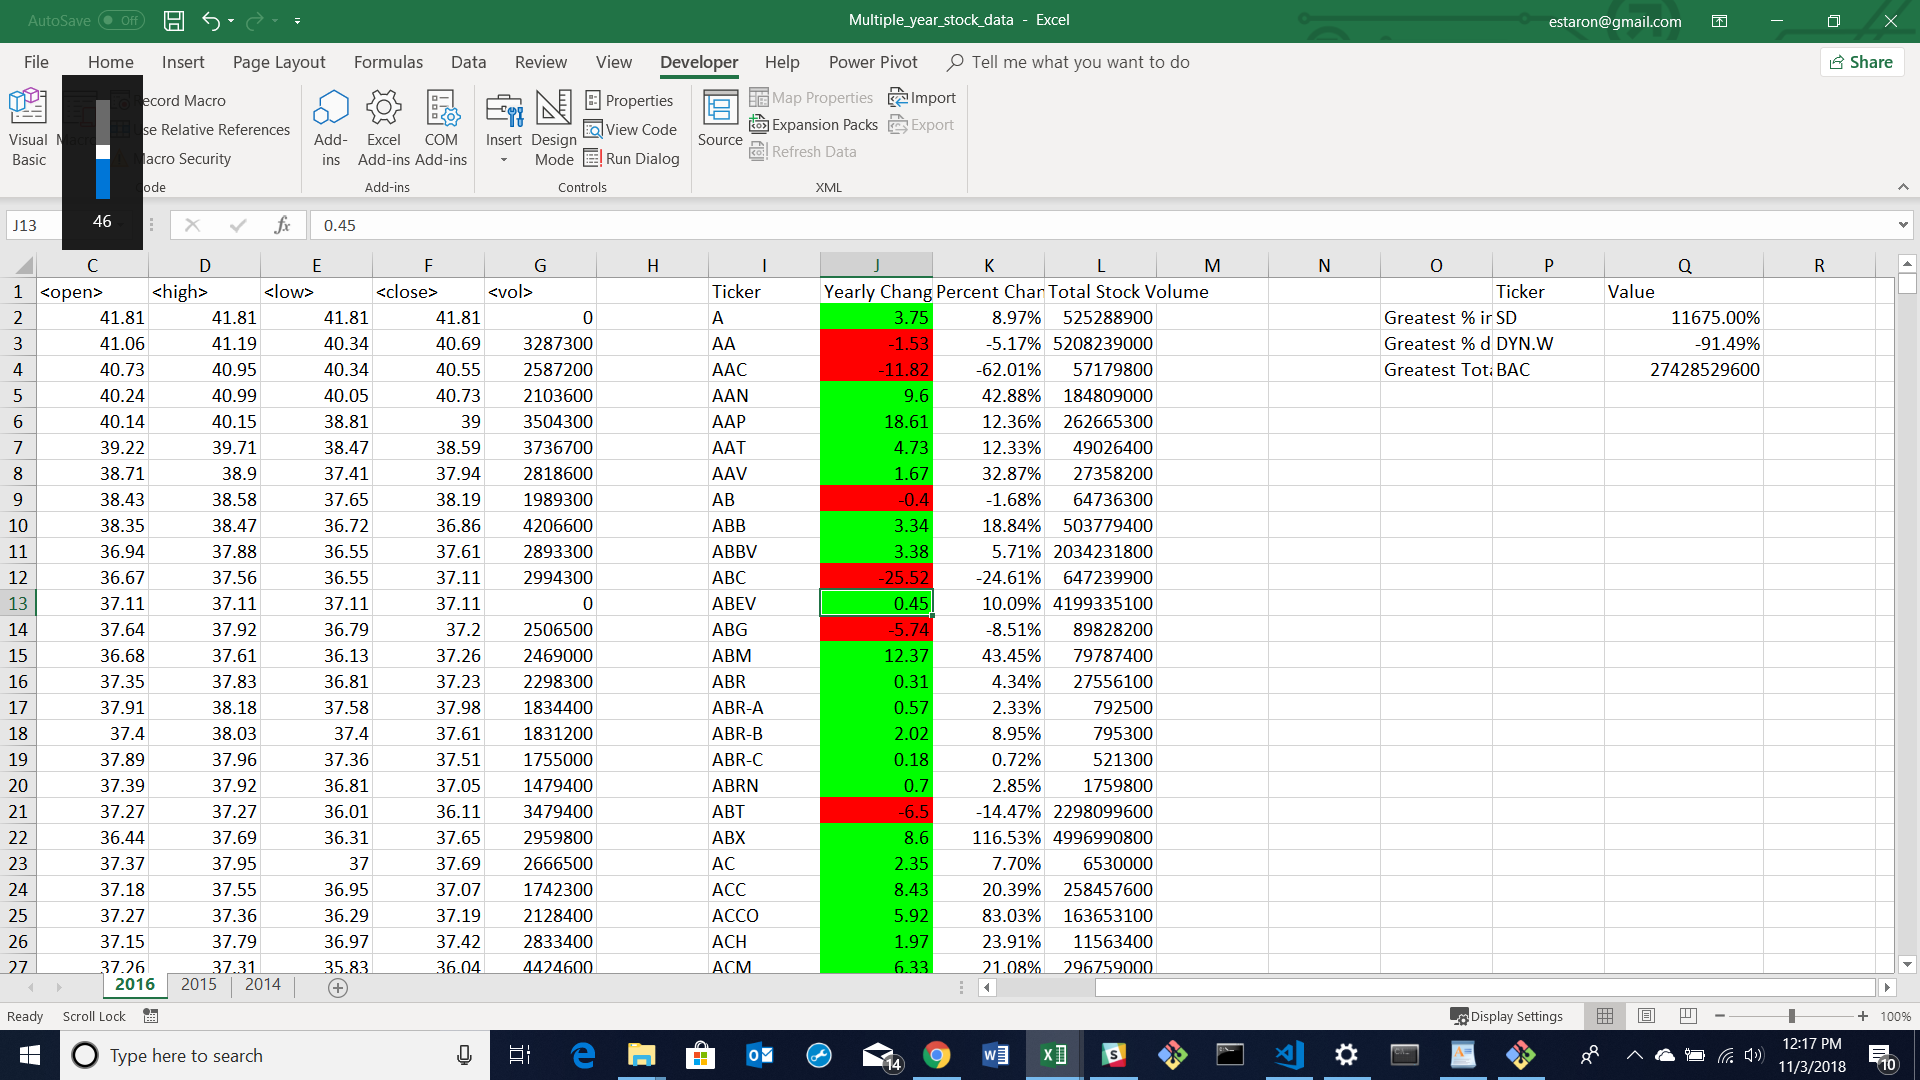 AutoSave Off
Multiple_year_stock_data - Excel
estaron@gmail.com
File Home Insert Page Layout Formulas Data Review View Developer Help Power Pivot Tell me what you want to do Share
Visual Basic
Record Macro
Use Relative References
Macro Security
Add-ins
Excel Add-ins
COM Add-ins
Add-ins
Insert
Design Mode
Properties
View Code
Run Dialog
Controls
Source
Map Properties
Expansion Packs
Refresh Data
Import
Export
XML
46
J13 fx 0.45
C D E F G H I J K L M N O P Q R
1 <open> <high> <low> <close> <vol> Ticker Yearly Chang Percent Char Total Stock Volume Ticker Value
2 41.81 41.81 41.81 41.81 0 A 3.75 8.97% 525288900 Greatest % ir SD 11675.00%
3 41.06 41.19 40.34 40.69 3287300 AA -1.53 -5.17% 5208239000 Greatest % d DYN.W -91.49%
4 40.73 40.95 40.34 40.55 2587200 AAC -11.82 -62.01% 57179800 Greatest Tota BAC 27428529600
5 40.24 40.99 40.05 40.73 2103600 AAN 9.6 42.88% 184809000
6 40.14 40.15 38.81 39 3504300 AAP 18.61 12.36% 262665300
7 39.22 39.71 38.47 38.59 3736700 AAT 4.73 12.33% 49026400
8 38.71 38.9 37.41 37.94 2818600 AAV 1.67 32.87% 27358200
9 38.43 38.58 37.65 38.19 1989300 AB -0.4 -1.68% 64736300
10 38.35 38.47 36.72 36.86 4206600 ABB 3.34 18.84% 503779400
11 36.94 37.88 36.55 37.61 2893300 ABBV 3.38 5.71% 2034231800
12 36.67 37.56 36.55 37.11 2994300 ABC -25.52 -24.61% 647239900
13 37.11 37.11 37.11 37.11 0 ABEV 0.45 10.09% 4199335100
14 37.64 37.92 36.79 37.2 2506500 ABG -5.74 -8.51% 89828200
15 36.68 37.61 36.13 37.26 2469000 ABM 12.37 43.45% 79787400
16 37.35 37.83 36.81 37.23 2298300 ABR 0.31 4.34% 27556100
17 37.91 38.18 37.58 37.98 1834400 ABR-A 0.57 2.33% 792500
18 37.4 38.03 37.4 37.61 1831200 ABR-B 2.02 8.95% 795300
19 37.89 37.96 37.36 37.51 1755000 ABR-C 0.18 0.72% 521300
20 37.39 37.92 36.81 37.05 1479400 ABRN 0.7 2.85% 1759800
21 37.27 37.27 36.01 36.11 3479400 ABT -6.5 -14.47% 2298099600
22 36.44 37.69 36.31 37.65 2959800 ABX 8.6 116.53% 4996990800
23 37.37 37.95 37 37.69 2666500 AC 2.35 7.70% 6530000
24 37.18 37.55 36.95 37.07 1742300 ACC 8.43 20.39% 258457600
25 37.27 37.36 36.29 37.19 2128400 ACCO 5.92 83.03% 163653100
26 37.15 37.79 36.97 37.42 2833400 ACH 1.97 23.91% 11563400
27 37.26 37.31 35.83 36.04 4424600 ACM 6.33 21.08% 296759000
2016 2015 2014
Ready Scroll Lock Display Settings 100%
Type here to search
14
12:17 PM
11/3/2018
10